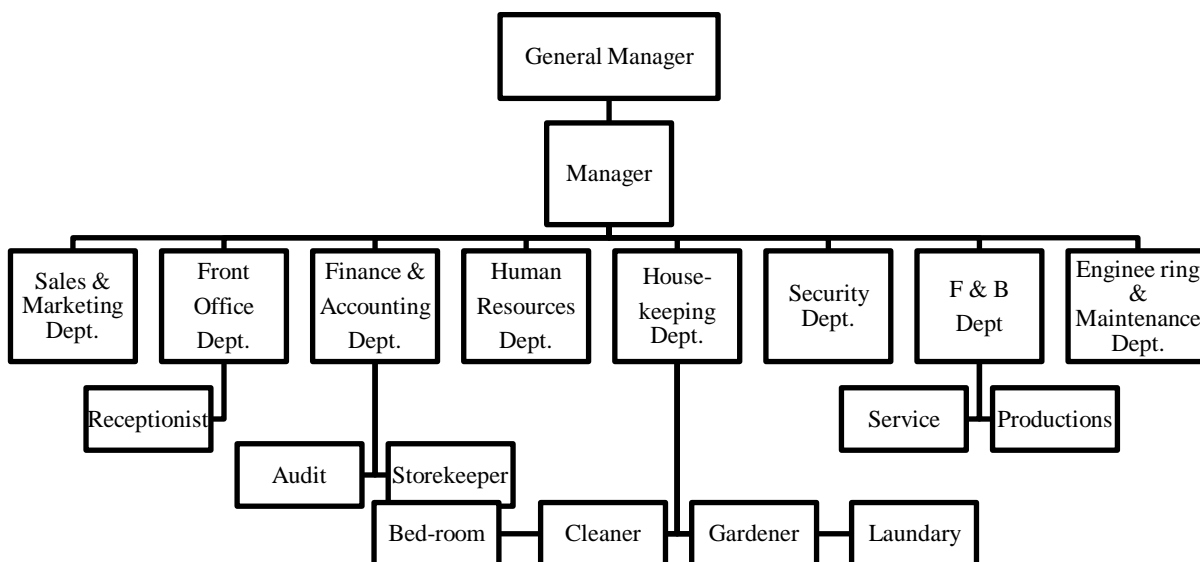 General Manager
Manager
Sales &
Marketing
Dept.
Front
Office
Dept.
Finance &
Accounting
Dept.
Human
Resources
Dept.
House-
keeping
Dept.
Security
Dept.
F & B
Dept
Enginee ring
&
Maintenance
Dept.
Receptionist
Service
Productions
Audit
Storekeeper
Bed-room
Cleaner
Gardener
Laundary